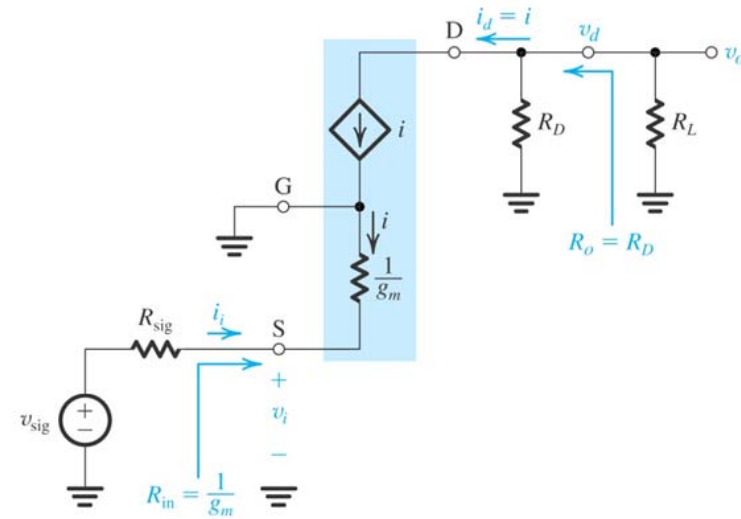 i_d = i
D
v_d
v_o
i
R_D
R_L
G
i
R_o = R_D
1/g_m
R_sig
i_i
S
+
v_sig
+
−
v_i
−
R_in = 1/g_m